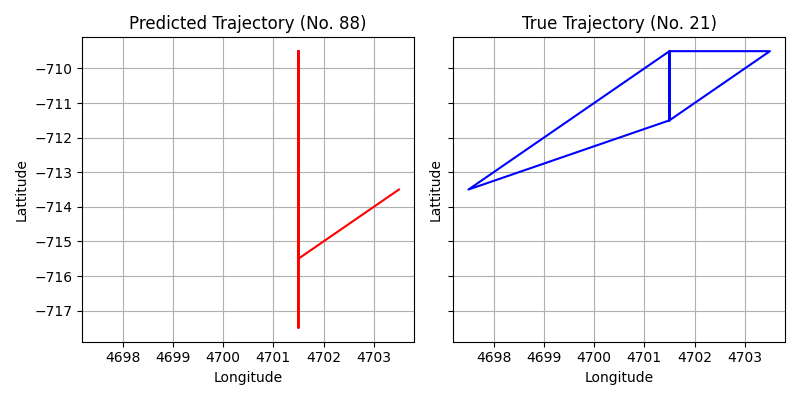 Predicted Trajectory (No. 88)
True Trajectory (No. 21)
Lattitude
−710
−711
−712
−713
−714
−715
−716
−717
4698 4699 4700 4701 4702 4703
Longitude
Lattitude
4698 4699 4700 4701 4702 4703
Longitude